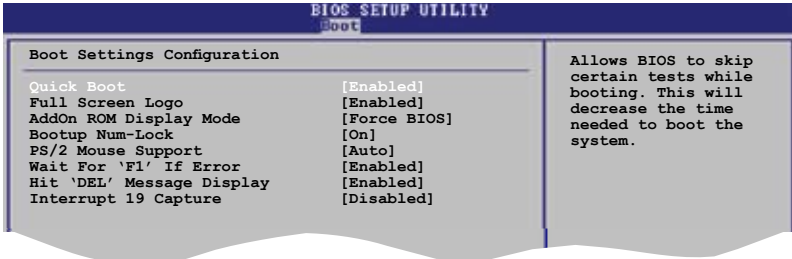 BIOS SETUP UTILITY
Boot
Boot Settings Configuration
Quick Boot [Enabled]
Full Screen Logo [Enabled]
AddOn ROM Display Mode [Force BIOS]
Bootup Num-Lock [On]
PS/2 Mouse Support [Auto]
Wait For ‘F1’ If Error [Enabled]
Hit ‘DEL’ Message Display [Enabled]
Interrupt 19 Capture [Disabled]
Allows BIOS to skip
certain tests while
booting. This will
decrease the time
needed to boot the
system.